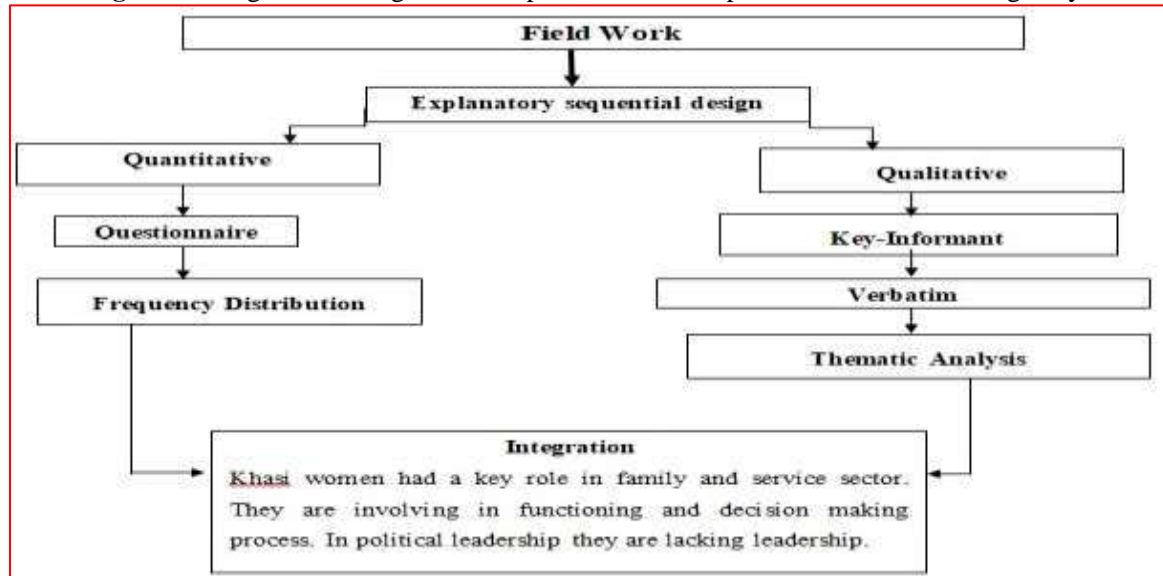 Field Work
Explanatory sequential design
Quantitative
Qualitative
Questionnaire
Key-Informant
Frequency Distribution
Verbatim
Thematic Analysis
Integration
Khasi women had a key role in family and service sector.
They are involving in functioning and decision making
process. In political leadership they are lacking leadership.